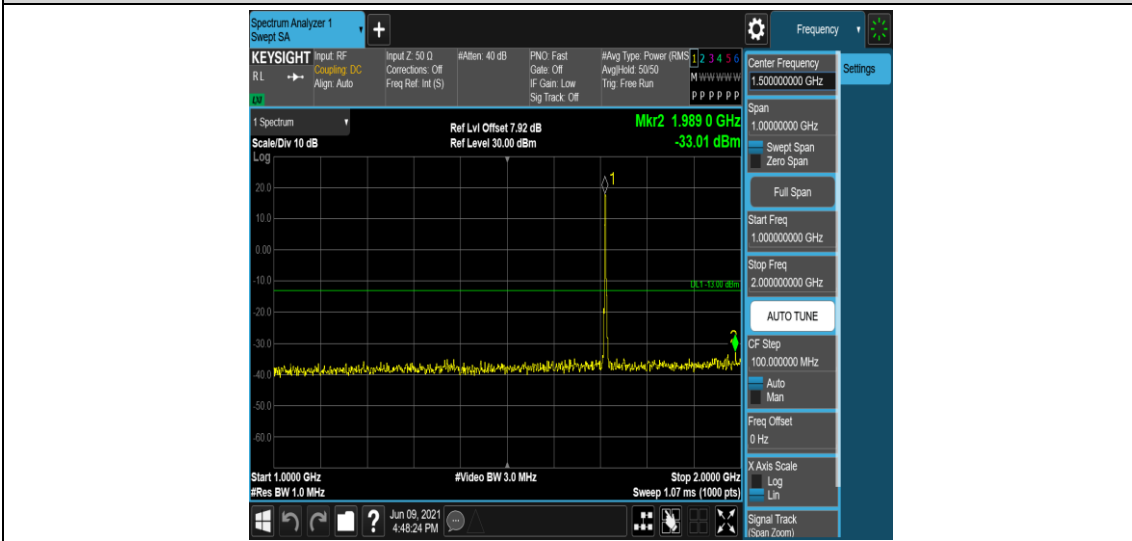 Spectrum Analyzer 1
Swept SA
+
Frequency
KEYSIGHT
RL
LXI
Input: RF
Coupling: DC
Align: Auto
Input Z: 50 Ω
Corrections: Off
Freq Ref: Int (S)
#Atten: 40 dB
PNO: Fast
Gate: Off
IF Gain: Low
Sig Track: Off
#Avg Type: Power (RMS
Avg|Hold: 50/50
Trig: Free Run
1 2 3 4 5 6
M W W W W W
P P P P P P
Center Frequency
1.500000000 GHz
Settings
Span
1.00000000 GHz
Swept Span
Zero Span
Full Span
Start Freq
1.000000000 GHz
Stop Freq
2.000000000 GHz
AUTO TUNE
CF Step
100.000000 MHz
Auto
Man
Freq Offset
0 Hz
X Axis Scale
Log
Lin
Signal Track
(Span Zoom)
1 Spectrum
Scale/Div 10 dB
Log
Ref Lvl Offset 7.92 dB
Ref Level 30.00 dBm
Mkr2 1.989 0 GHz
-33.01 dBm
1
20.0
10.0
0.00
-10.0
DL1 -13.00 dBm
-20.0
-30.0
2
-40.0
-50.0
-60.0
Start 1.0000 GHz
#Video BW 3.0 MHz
Stop 2.0000 GHz
#Res BW 1.0 MHz
Sweep 1.07 ms (1000 pts)
?
Jun 09, 2021
4:48:24 PM